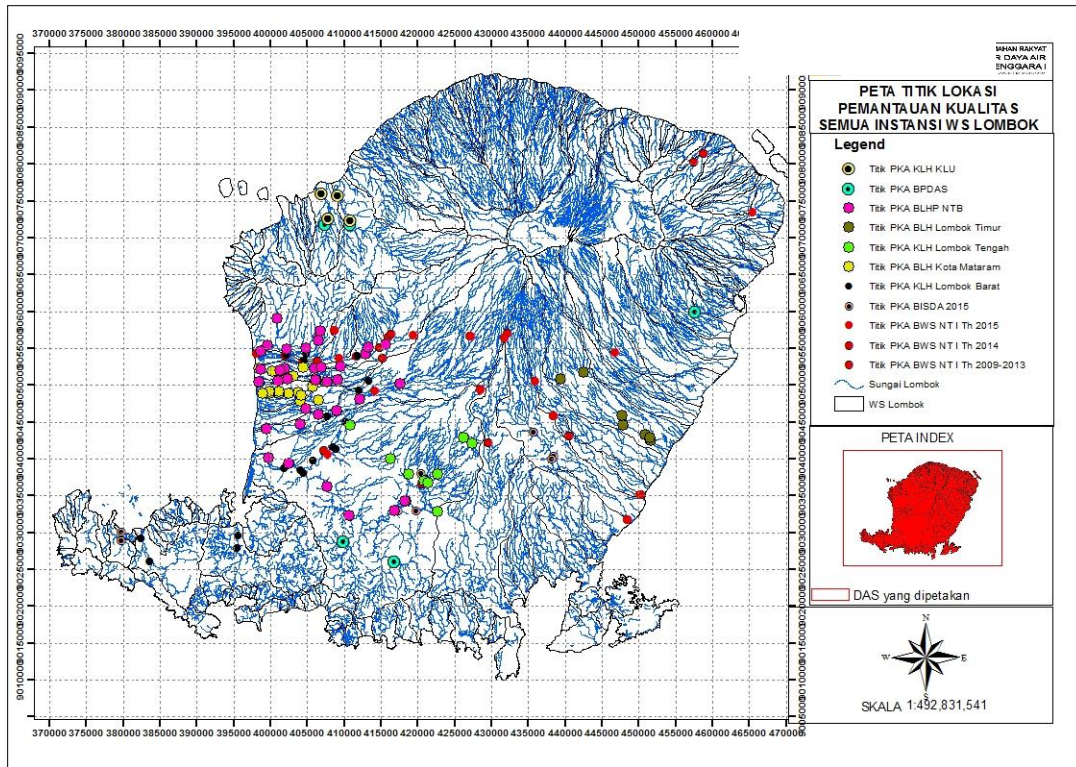 370000 375000 380000 385000 390000 395000 400000 405000 410000 415000 420000 425000 430000 435000 440000 445000 450000 455000 460000
AHAN RAKYAT
R DAYA AIR
ENGGARA I
PETA TITIK LOKASI
PEMANTAUAN KUALITAS
SEMUA INSTANSI WS LOMBOK
Legend
Titik PKA KLH KLU
Titik PKA BPDAS
Titik PKA BLHP NTB
Titik PKA BLH Lombok Timur
Titik PKA KLH Lombok Tengah
Titik PKA BLH Kota Mataram
Titik PKA KLH Lombok Barat
Titik PKA BISDA 2015
Titik PKA BWS NT I Th 2015
Titik PKA BWS NT I Th 2014
Titik PKA BWS NT I Th 2009-2013
Sungai Lombok
WS Lombok
PETA INDEX
DAS yang dipetakan
N
W E
S
SKALA 1:492,831,541
370000 375000 380000 385000 390000 395000 400000 405000 410000 415000 420000 425000 430000 435000 440000 445000 450000 455000 460000 465000 470000